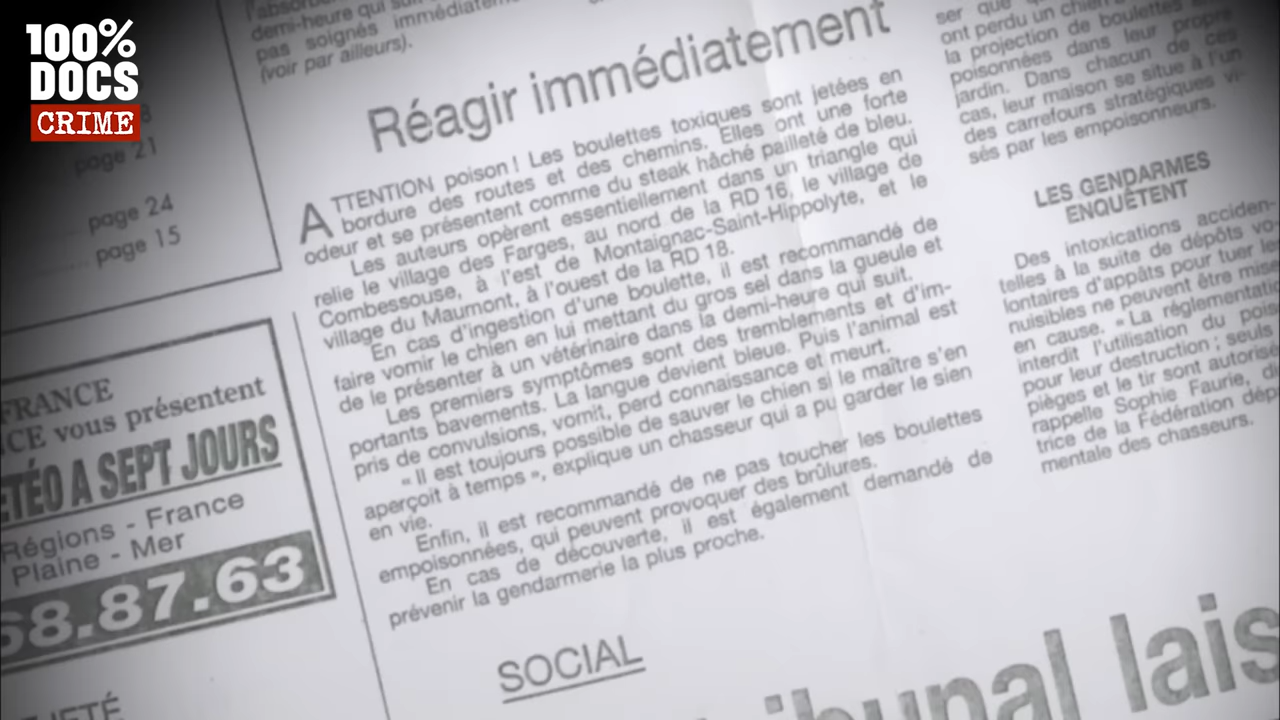 100%
DOCS
CRIME
page 21
page 24
page 15
FRANCE
CE vous présentent
ÉTÉO A SEPT JOURS
Régions - France
Plaine - Mer
68.87.63
demi-heure qui
pas soignés
(voir par ailleurs).
Réagir immédiatement
ATTENTION poison ! Les boulettes toxiques sont jetées en
bordure des routes et des chemins. Elles ont une forte
odeur et se présentent comme du steak hâché pailleté de bleu.
Les auteurs opèrent essentiellement dans un triangle qui
relie le village des Farges, au nord de la RD 16, le village de
Combessouse, à l'est de Montaignac-Saint-Hippolyte, et le
village du Maumont, à l'ouest de la RD 18.
En cas d'ingestion d'une boulette, il est recommandé de
faire vomir le chien en lui mettant du gros sel dans la gueule et
de le présenter à un vétérinaire dans la demi-heure qui suit.
Les premiers symptômes sont des tremblements et d'im-
portants bavements. La langue devient bleue. Puis l'animal est
pris de convulsions, vomit, perd connaissance et meurt.
« Il est toujours possible de sauver le chien si le maître s'en
aperçoit à temps », explique un chasseur qui a pu garder le sien
en vie.
Enfin, il est recommandé de ne pas toucher les boulettes
empoisonnées, qui peuvent provoquer des brûlures.
En cas de découverte, il est également demandé de
prévenir la gendarmerie la plus proche.
SOCIAL
ser que
ont perdu un chien
la projection de boulettes
poisonnées dans leur propre
jardin. Dans chacun de ces
cas, leur maison se situe à l'un
des carrefours stratégiques vi-
sés par les empoisonneurs.
LES GENDARMES
ENQUÊTENT
Des intoxications acciden-
telles à la suite de dépôts vo-
lontaires d'appâts pour tuer les
nuisibles ne peuvent être mise
en cause. « La réglementatio
interdit l'utilisation du pois
pour leur destruction ; seuls
pièges et le tir sont autorisé
rappelle Sophie Faurie, di
trice de la Fédération dép
mentale des chasseurs.
ibunal lais